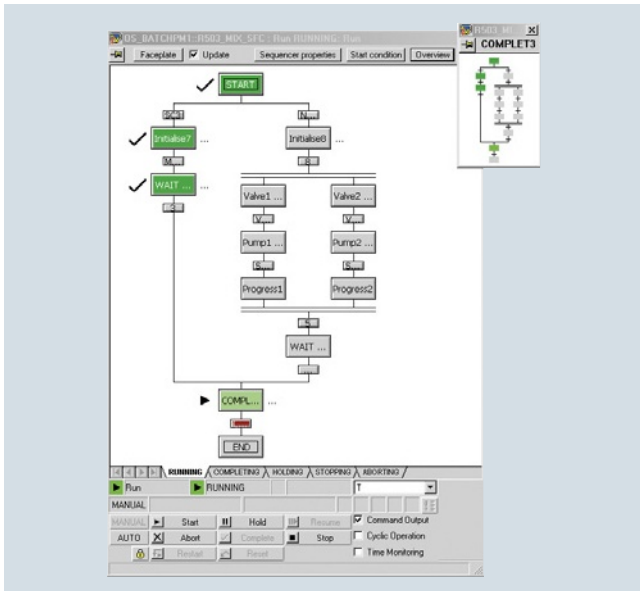 OS_BATCHPM1::R503_MIX_SFC : Run RUNNING: Run
Faceplate Update Sequencer properties Start condition Overview
COMPLET3
START
SC3 N...
Initialise7 ... Initialise8 ...
M...
WAIT ... ...
Valve1 ... Valve2 ...
V... V...
Pump1 ... Pump2 ...
S... S...
Progress1 Progress2
WAIT ...
...
COMPL... ...
END
RUNNING COMPLETING HOLDING STOPPING ABORTING
Run RUNNING T
MANUAL
MANUAL Start Hold Resume Command Output
AUTO Abort Complete Stop Cyclic Operation
Restart Reset Time Monitoring